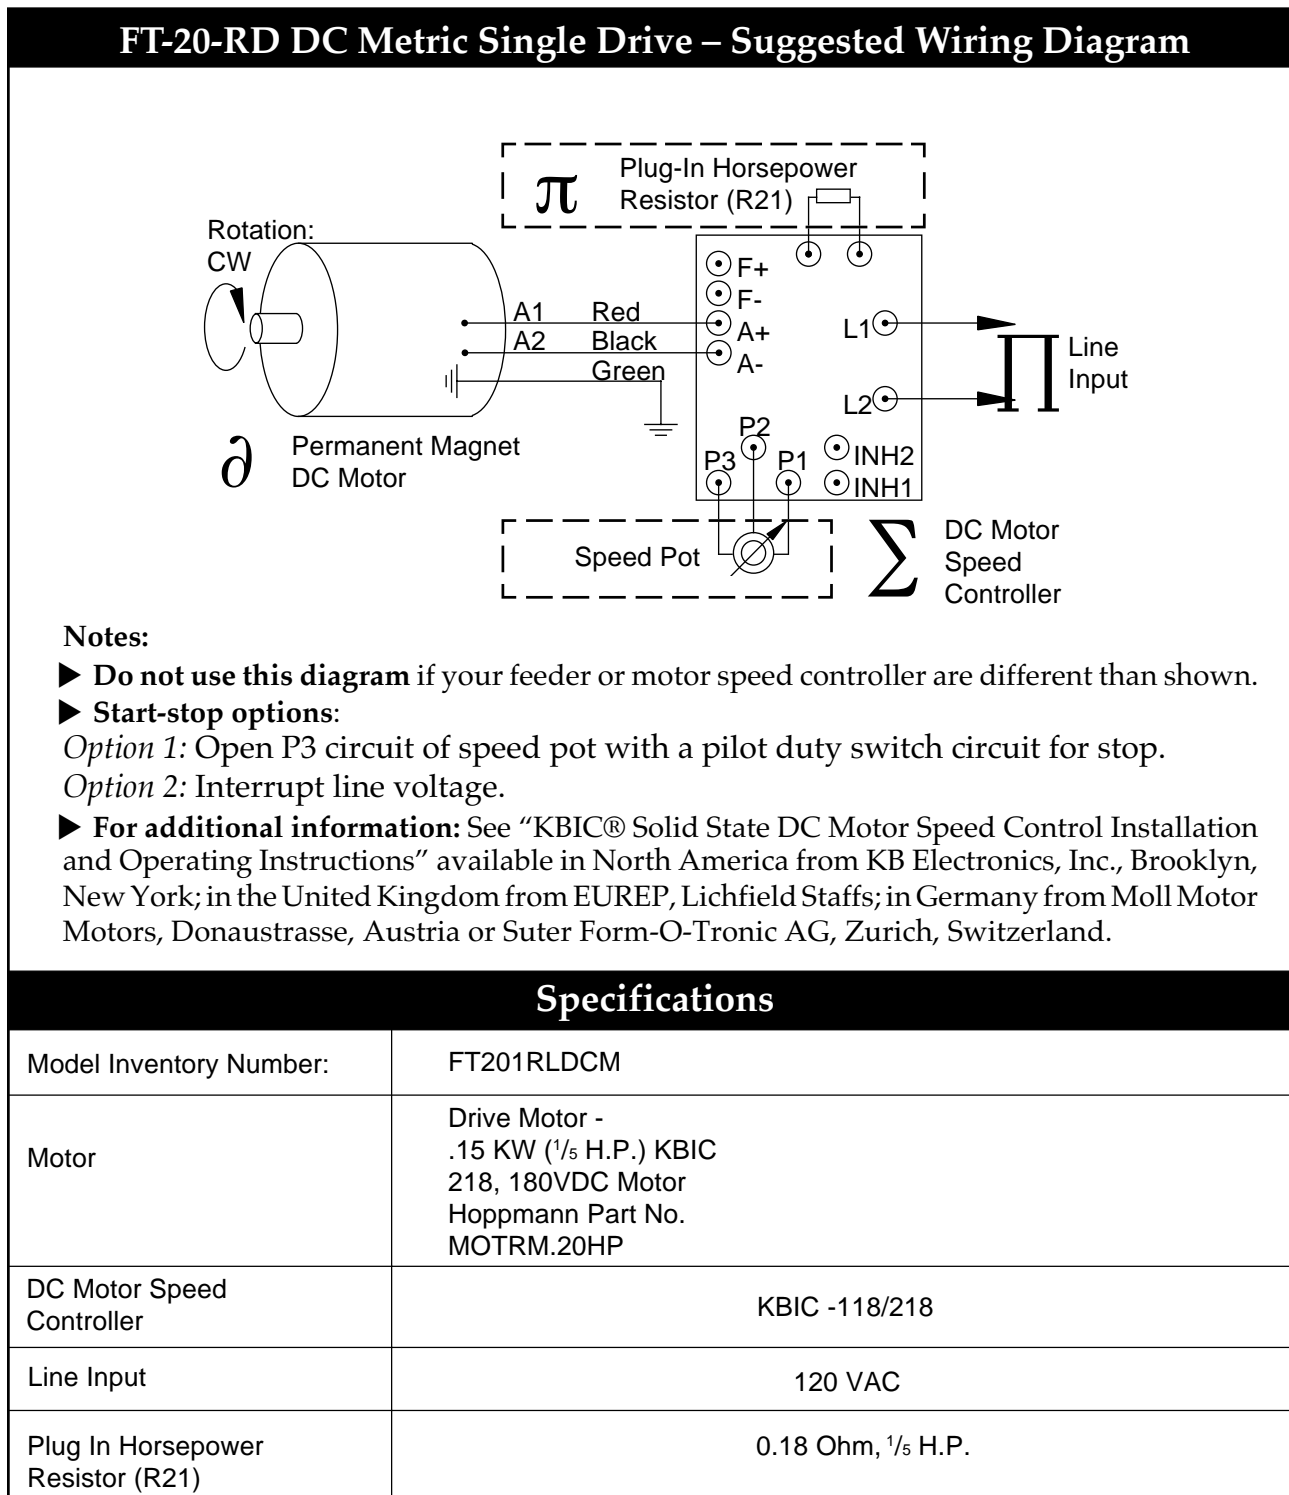 FT-20-RD DC Metric Single Drive – Suggested Wiring Diagram
π
Plug-In Horsepower
Resistor (R21)
Rotation:
CW
F+
F-
A1 Red
A+
A2 Black
A-
Green
L1
L2
∏
Line
Input
∂
Permanent Magnet
DC Motor
P2
P3
P1
INH2
INH1
Speed Pot
∑
DC Motor
Speed
Controller
Notes:
▶ Do not use this diagram if your feeder or motor speed controller are different than shown.
▶ Start-stop options:
Option 1: Open P3 circuit of speed pot with a pilot duty switch circuit for stop.
Option 2: Interrupt line voltage.
▶ For additional information: See “KBIC® Solid State DC Motor Speed Control Installation
and Operating Instructions” available in North America from KB Electronics, Inc., Brooklyn,
New York; in the United Kingdom from EUREP, Lichfield Staffs; in Germany from Moll Motor
Motors, Donaustrasse, Austria or Suter Form-O-Tronic AG, Zurich, Switzerland.
Specifications
Model Inventory Number:
FT201RLDCM
Motor
Drive Motor -
.15 KW (1/5 H.P.) KBIC
218, 180VDC Motor
Hoppmann Part No.
MOTRM.20HP
DC Motor Speed
Controller
KBIC -118/218
Line Input
120 VAC
Plug In Horsepower
Resistor (R21)
0.18 Ohm, 1/5 H.P.